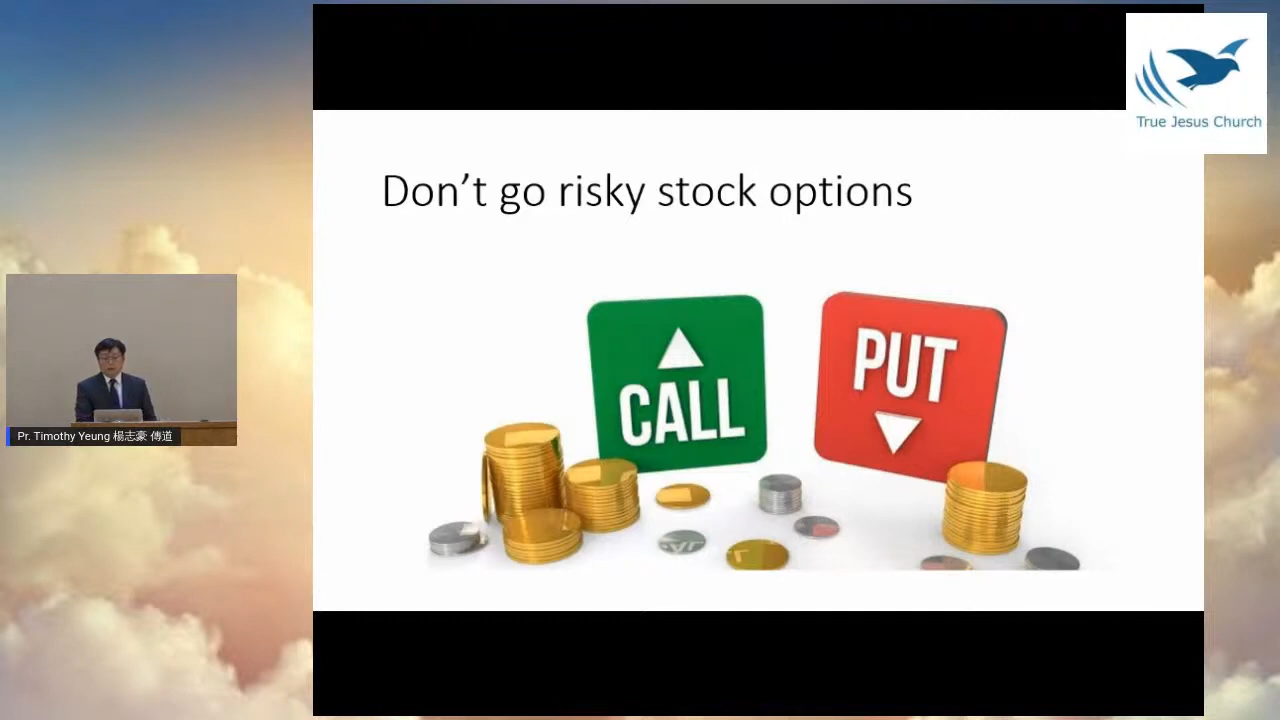 True Jesus Church
Don’t go risky stock options
CALL
PUT
Pr. Timothy Yeung 楊志豪 傳道